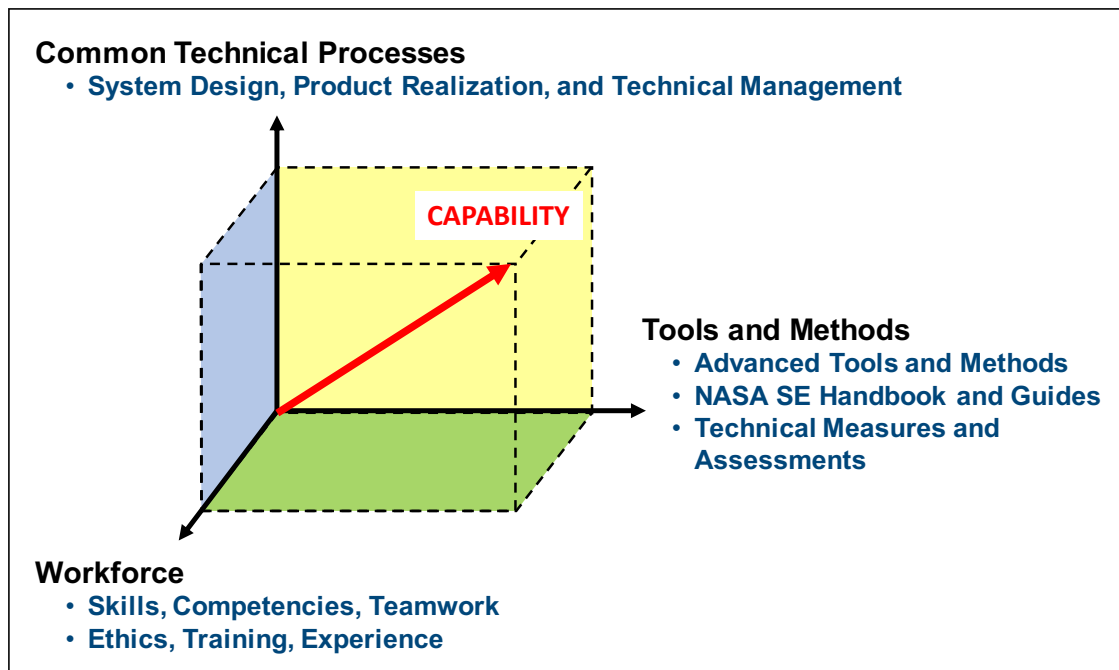 Common Technical Processes
• System Design, Product Realization, and Technical Management
CAPABILITY
Tools and Methods
• Advanced Tools and Methods
• NASA SE Handbook and Guides
• Technical Measures and
Assessments
Workforce
• Skills, Competencies, Teamwork
• Ethics, Training, Experience